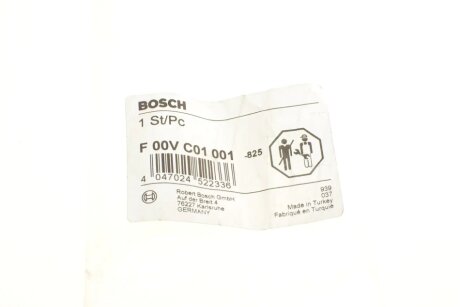 BOSCH
1 St/Pc
F 00V C01 001
-825
4 047024 522336
Robert Bosch GmbH
Auf der Breit 4
76227 Karlsruhe
GERMANY
939
037
Made in Turkey
Fabriqué en Turquie